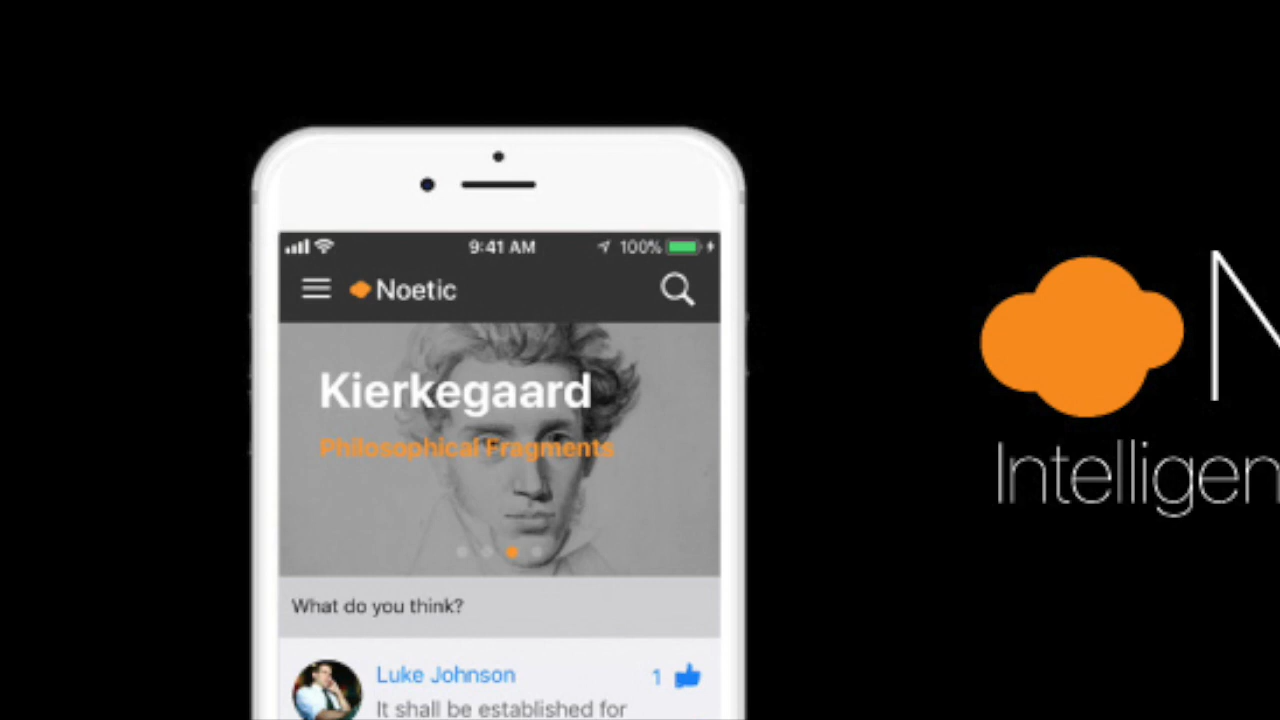 9:41 AM 100%
Noetic
Kierkegaard
Philosophical Fragments
What do you think?
Luke Johnson 1
It shall be established for
N
Intelligen